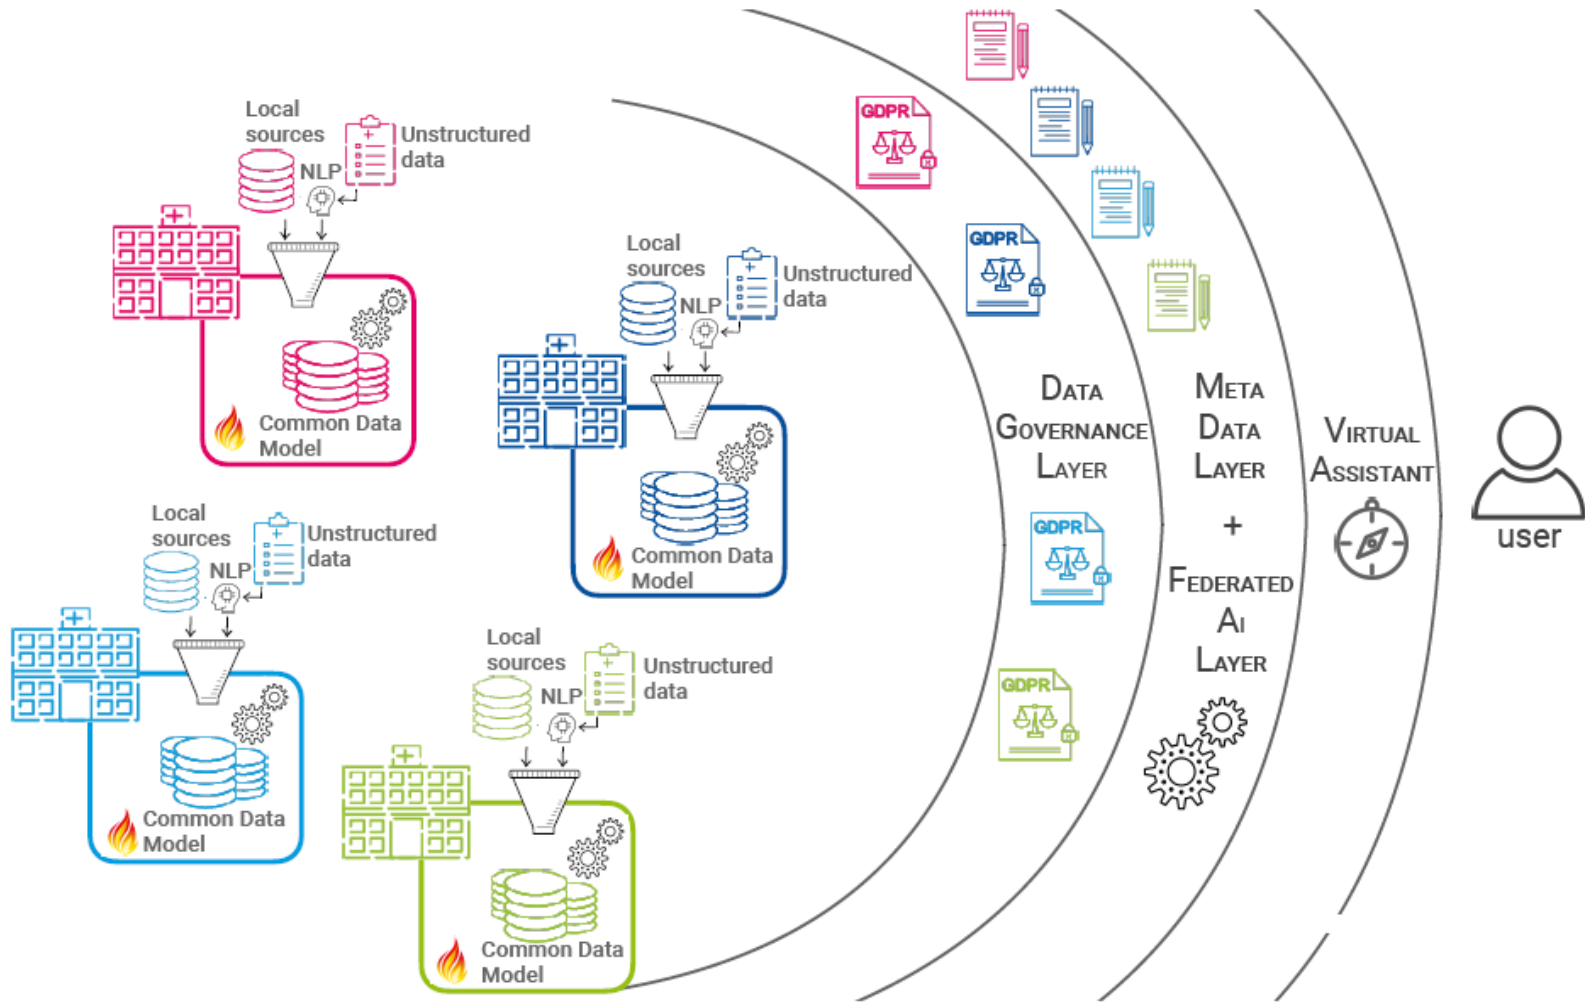 Local
sources
Unstructured
data
NLP
Common Data
Model
Local
sources
Unstructured
data
NLP
Common Data
Model
Local
sources
Unstructured
data
NLP
Common Data
Model
Local
sources
Unstructured
data
NLP
Common Data
Model
GDPR
GDPR
GDPR
GDPR
DATA
GOVERNANCE
LAYER
META
DATA
LAYER
+
FEDERATED
AI
LAYER
VIRTUAL
ASSISTANT
user